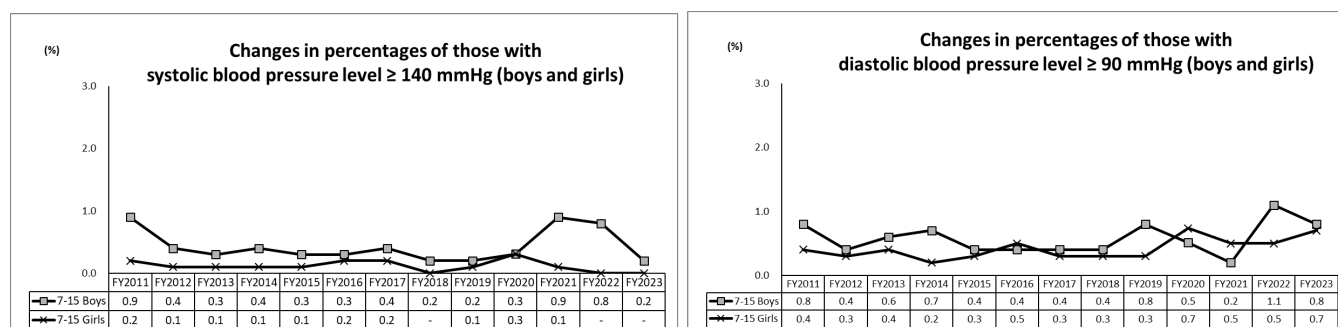 (%)
Changes in percentages of those with
systolic blood pressure level ≥ 140 mmHg (boys and girls)
3.0
2.0
1.0
0.0
FY2011 FY2012 FY2013 FY2014 FY2015 FY2016 FY2017 FY2018 FY2019 FY2020 FY2021 FY2022 FY2023
7-15 Boys 0.9 0.4 0.3 0.4 0.3 0.3 0.4 0.2 0.2 0.3 0.9 0.8 0.2
7-15 Girls 0.2 0.1 0.1 0.1 0.1 0.2 0.2 - 0.1 0.3 0.1 - -
(%)
Changes in percentages of those with
diastolic blood pressure level ≥ 90 mmHg (boys and girls)
3.0
2.0
1.0
0.0
FY2011 FY2012 FY2013 FY2014 FY2015 FY2016 FY2017 FY2018 FY2019 FY2020 FY2021 FY2022 FY2023
7-15 Boys 0.8 0.4 0.6 0.7 0.4 0.4 0.4 0.4 0.8 0.5 0.2 1.1 0.8
7-15 Girls 0.4 0.3 0.4 0.2 0.3 0.5 0.3 0.3 0.3 0.7 0.5 0.5 0.7